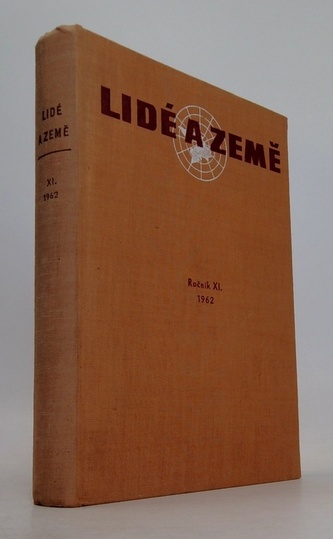 LIDÉ
A ZEMĚ
XI.
1962
LIDÉ A ZEMĚ
Ročník XI.
1962